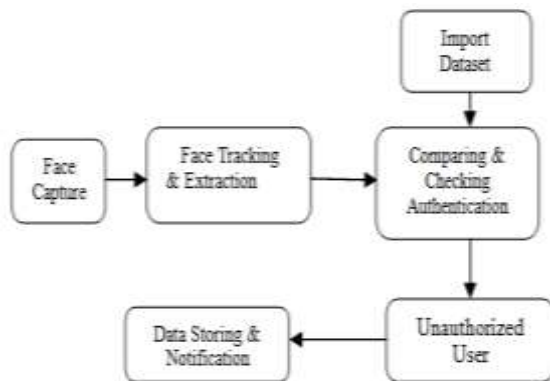 Import
Dataset
Face
Capture
Face Tracking
& Extraction
Comparing &
Checking
Authentication
Unauthorized
User
Data Storing &
Notification